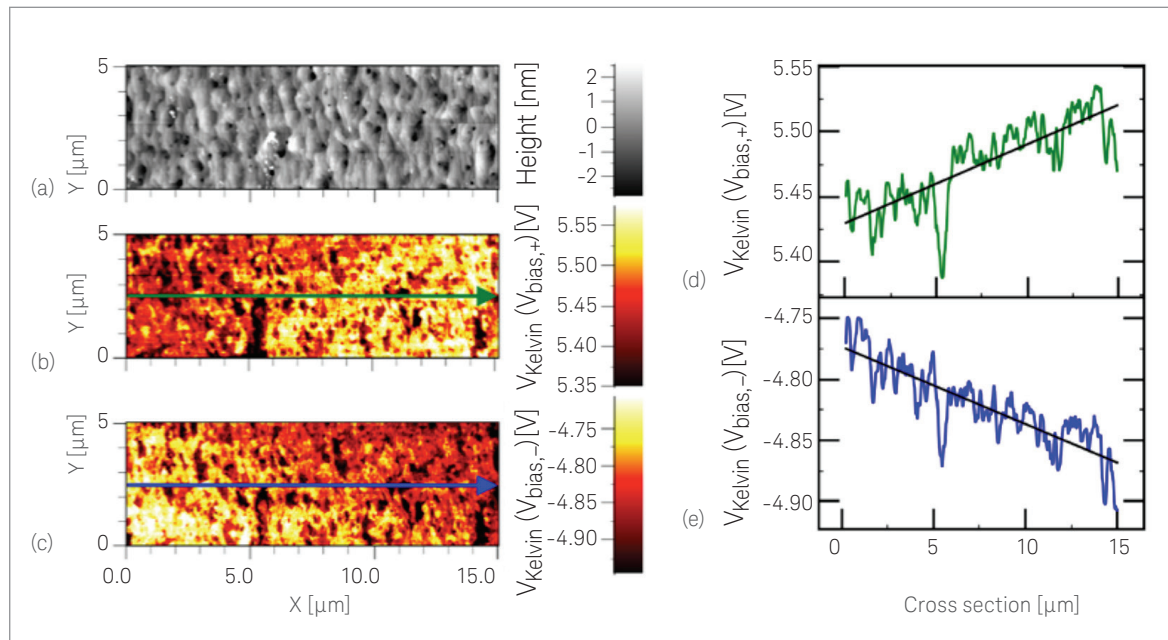 5
Y [µm]
0
(a)
2
1
0
-1
-2
Height [nm]
5
Y [µm]
0
(b)
5.55
5.50
5.45
5.40
5.35
VKelvin (Vbias,+)[V]
5
Y [µm]
0
(c)
-4.75
-4.80
-4.85
-4.90
VKelvin (Vbias,–)[V]
0.0
5.0
10.0
15.0
X [µm]
5.55
5.50
5.45
5.40
VKelvin (Vbias,+)[V]
(d)
-4.75
-4.80
-4.85
-4.90
VKelvin (Vbias,–)[V]
(e)
0
5
10
15
Cross section [µm]